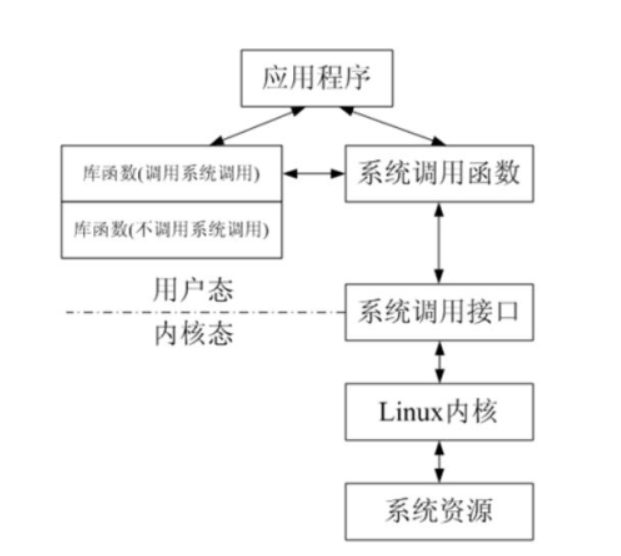 应用程序
库函数(调用系统调用)
系统调用函数
库函数(不调用系统调用)
用户态
内核态
系统调用接口
Linux内核
系统资源